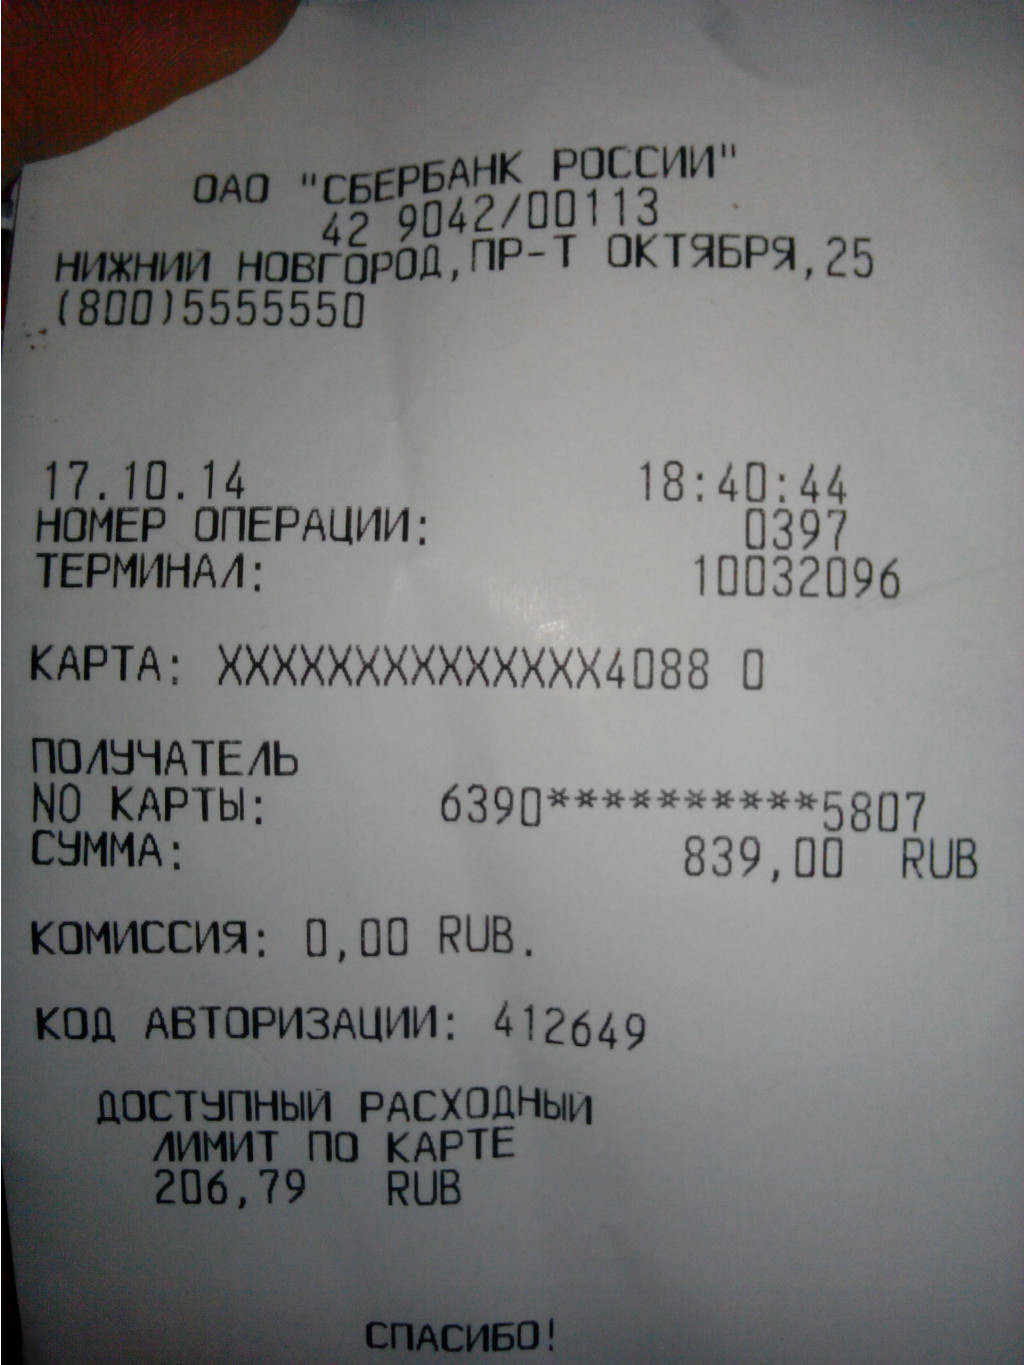 ОАО "СБЕРБАНК РОССИИ"
42 9042/00113
НИЖНИЙ НОВГОРОД,ПР-Т ОКТЯБРЯ,25
(800)5555550
17.10.14 18:40:44
НОМЕР ОПЕРАЦИИ: 0397
ТЕРМИНАЛ: 10032096
КАРТА: XXXXXXXXXXXXXX4088 0
ПОЛУЧАТЕЛЬ
NO КАРТЫ: 6390**********5807
СУММА: 839,00 RUB
КОМИССИЯ: 0,00 RUB.
КОД АВТОРИЗАЦИИ: 412649
ДОСТУПНЫЙ РАСХОДНЫЙ
ЛИМИТ ПО КАРТЕ
206,79 RUB
СПАСИБО!